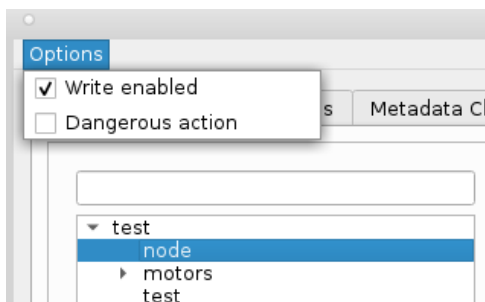 Options
Write enabled
Dangerous action
s
Metadata Cl
test
node
motors
test